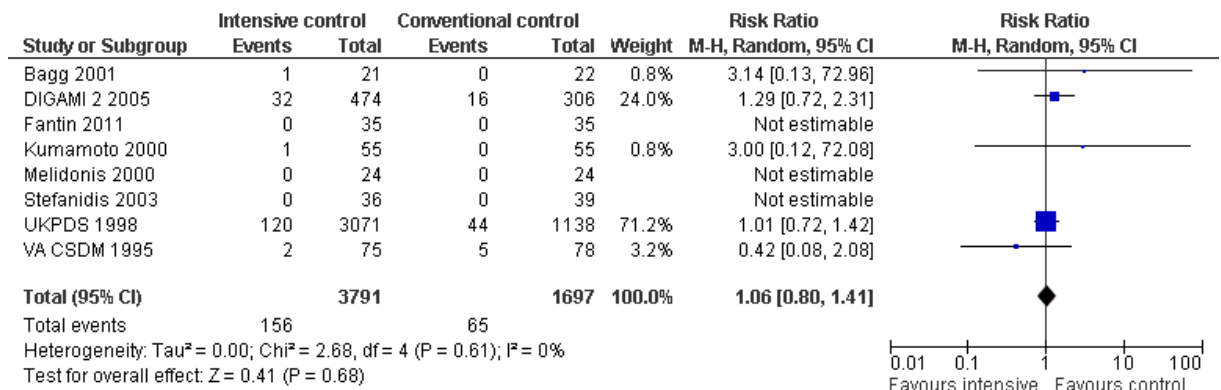 Intensive control Conventional control Risk Ratio Risk Ratio
Study or Subgroup Events Total Events Total Weight M-H, Random, 95% CI M-H, Random, 95% CI
Bagg 2001 1 21 0 22 0.8% 3.14 [0.13, 72.96]
DIGAMI 2 2005 32 474 16 306 24.0% 1.29 [0.72, 2.31]
Fantin 2011 0 35 0 35 Not estimable
Kumamoto 2000 1 55 0 55 0.8% 3.00 [0.12, 72.08]
Melidonis 2000 0 24 0 24 Not estimable
Stefanidis 2003 0 36 0 39 Not estimable
UKPDS 1998 120 3071 44 1138 71.2% 1.01 [0.72, 1.42]
VA CSDM 1995 2 75 5 78 3.2% 0.42 [0.08, 2.08]
Total (95% CI) 3791 1697 100.0% 1.06 [0.80, 1.41]
Total events 156 65
Heterogeneity: Tau² = 0.00; Chi² = 2.68, df = 4 (P = 0.61); I² = 0%
Test for overall effect: Z = 0.41 (P = 0.68)
0.01 0.1 1 10 100
Favours intensive Favours control